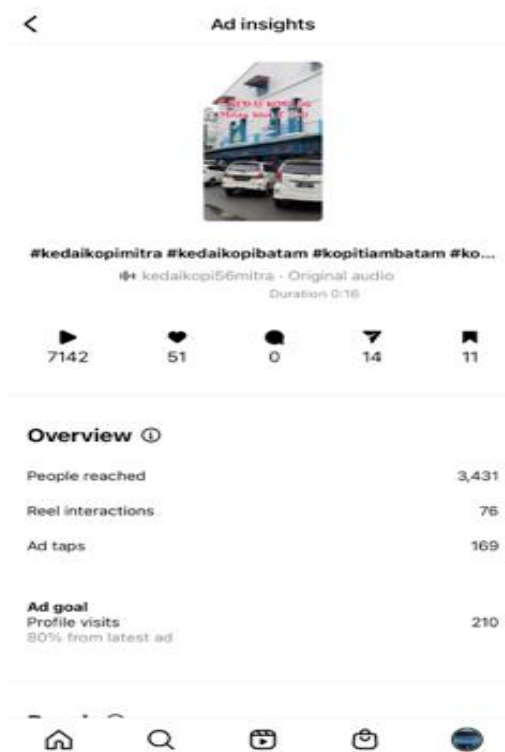 Ad insights
#kedaikopimitra #kedaikopibatam #kopitiambatam #ko...
kedaikopi56mitra · Original audio
Duration 0:16
7142 51 0 14 11
Overview
People reached 3,431
Reel interactions 76
Ad taps 169
Ad goal
Profile visits 210
80% from latest ad